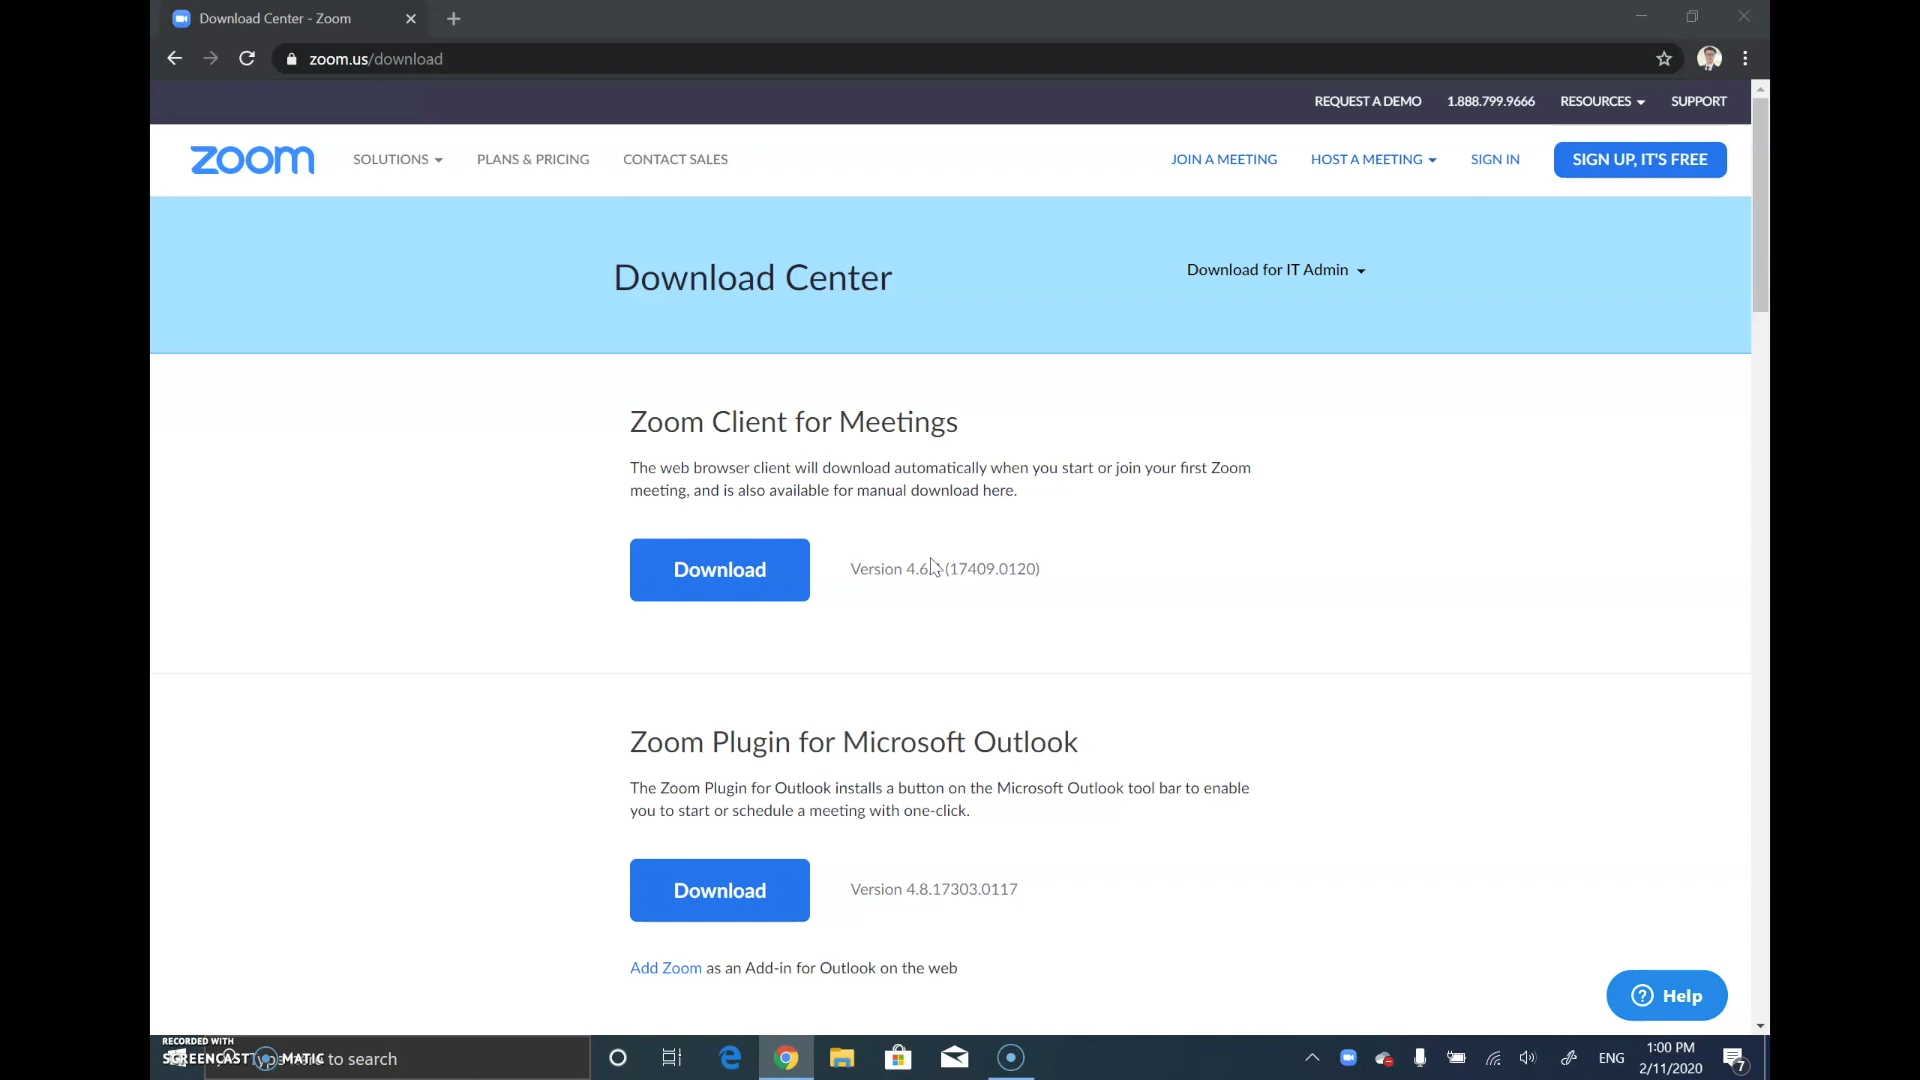 Download Center - Zoom
zoom.us/download
REQUEST A DEMO 1.888.799.9666 RESOURCES SUPPORT
zoom SOLUTIONS PLANS & PRICING CONTACT SALES JOIN A MEETING HOST A MEETING SIGN IN SIGN UP, IT'S FREE
Download Center
Download for IT Admin
Zoom Client for Meetings
The web browser client will download automatically when you start or join your first Zoom
meeting, and is also available for manual download here.
Download Version (17409.0120)
Zoom Plugin for Microsoft Outlook
The Zoom Plugin for Outlook installs a button on the Microsoft Outlook tool bar to enable
you to start or schedule a meeting with one-click.
Download Version 4.8.17303.0117
Add Zoom as an Add-in for Outlook on the web
Help
RECORDED WITH
SCREENCAST MATIC
to search
ENG
1:00 PM
2/11/2020
7